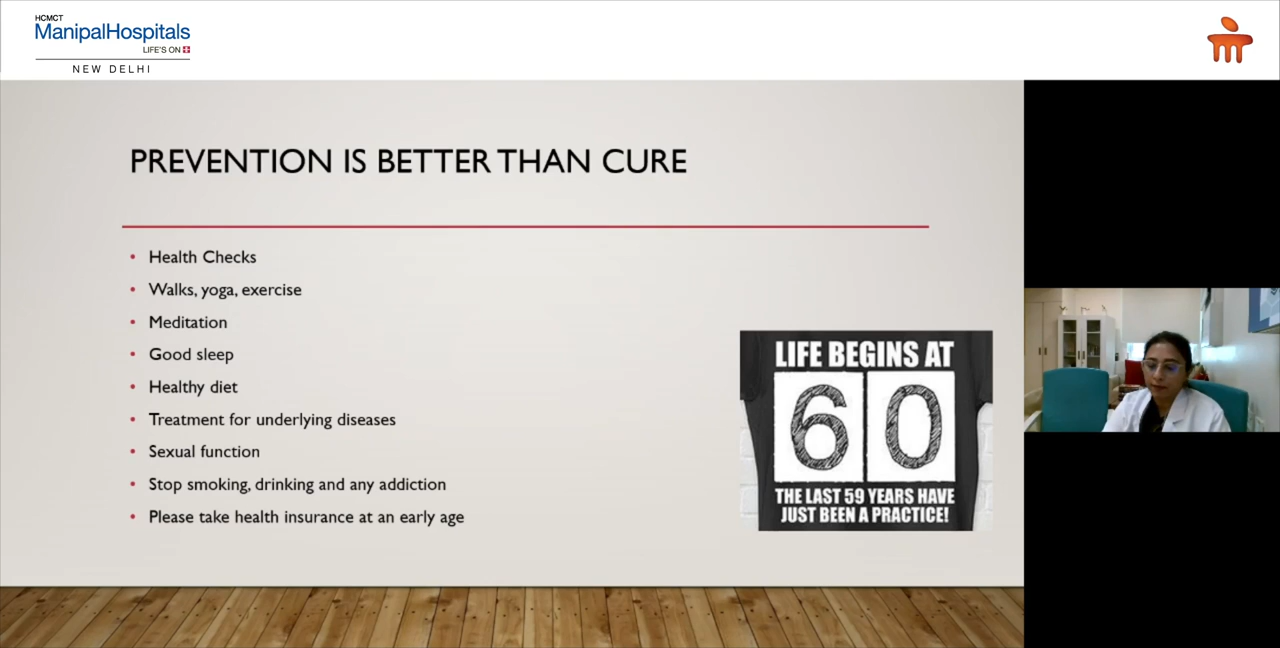 HCMCT
ManipalHospitals
LIFE'S ON
NEW DELHI
PREVENTION IS BETTER THAN CURE
• Health Checks
• Walks, yoga, exercise
• Meditation
• Good sleep
• Healthy diet
• Treatment for underlying diseases
• Sexual function
• Stop smoking, drinking and any addiction
• Please take health insurance at an early age
LIFE BEGINS AT
60
THE LAST 59 YEARS HAVE
JUST BEEN A PRACTICE!